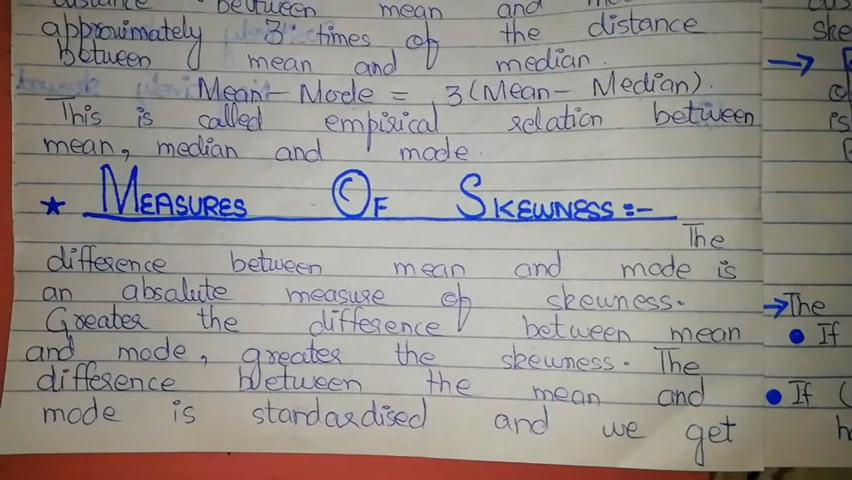 between mean and
approximately 3 times of the distance
between mean and median.
Mean - Mode = 3(Mean - Median).
This is called empirical relation between
mean, median and mode.
★ MEASURES OF SKEWNESS :-
The
difference between mean and mode is
an absolute measure of skewness.
Greater the difference between mean
and mode, greater the skewness. The
difference between the mean and
mode is standardised and we get
ske
→
is
→ The
• If
• If (